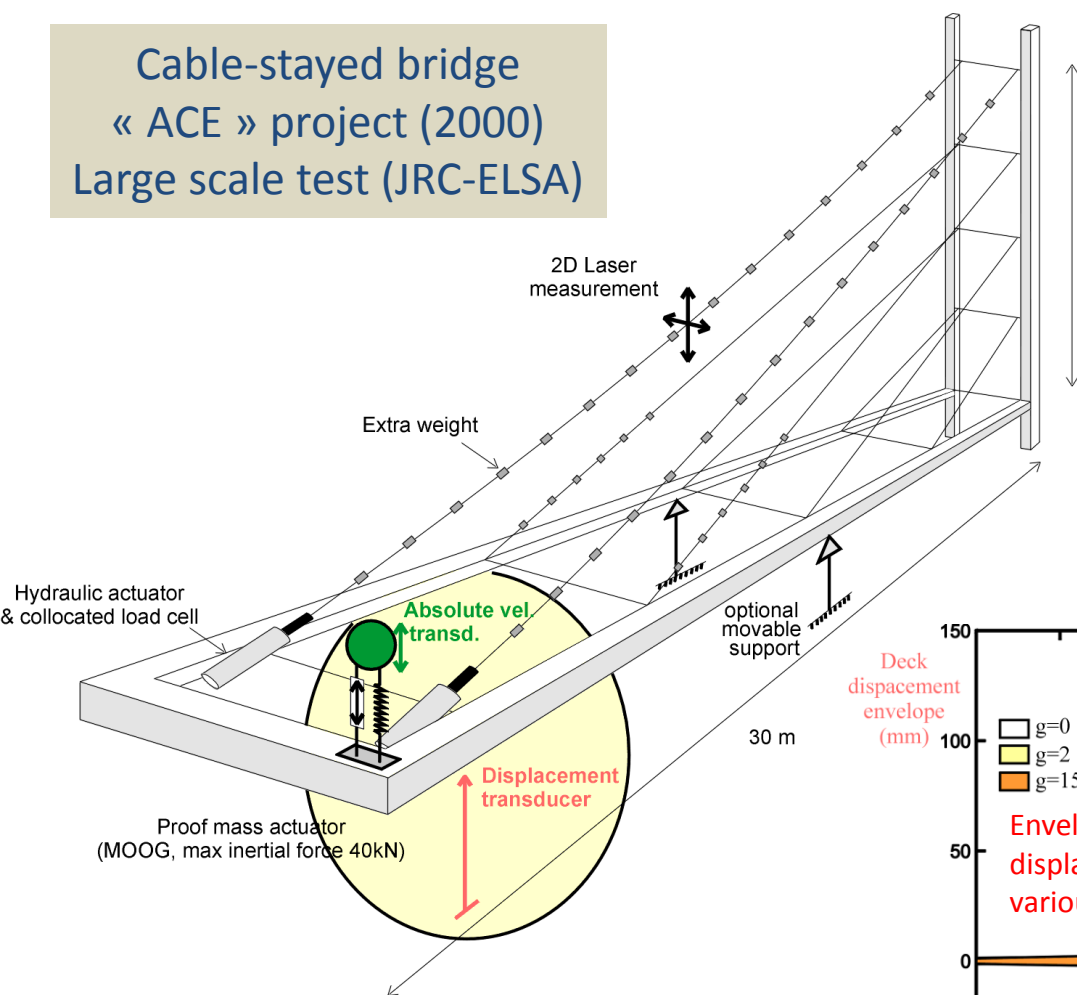 Cable-stayed bridge
« ACE » project (2000)
Large scale test (JRC-ELSA)
2D Laser
measurement
Extra weight
Hydraulic actuator
& collocated load cell
Absolute vel.
transd.
optional
movable
support
30 m
Displacement
transducer
Proof mass actuator
(MOOG, max inertial force 40kN)
Deck
dispacement
envelope
(mm)
150
100
50
0
g=0
g=2
g=15